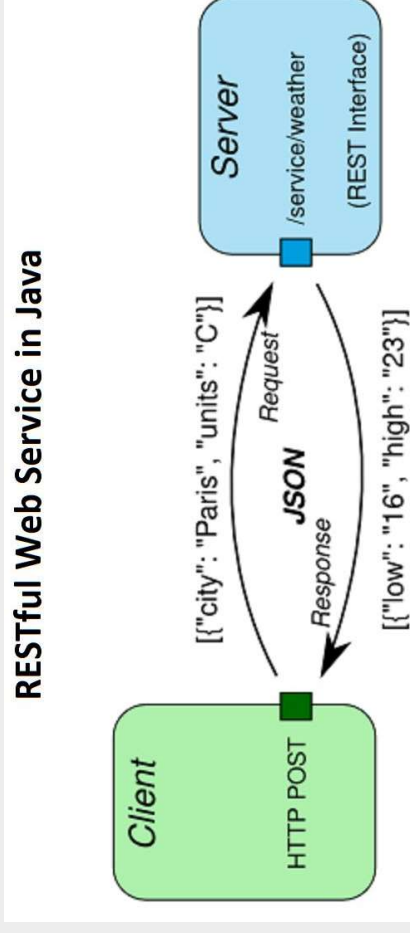 RESTful Web Service in Java
Client
HTTP POST
[{"city": "Paris", "units": "C"}]
Request
JSON
Response
[{"low": "16", "high": "23"}]
Server
/service/weather
(REST Interface)